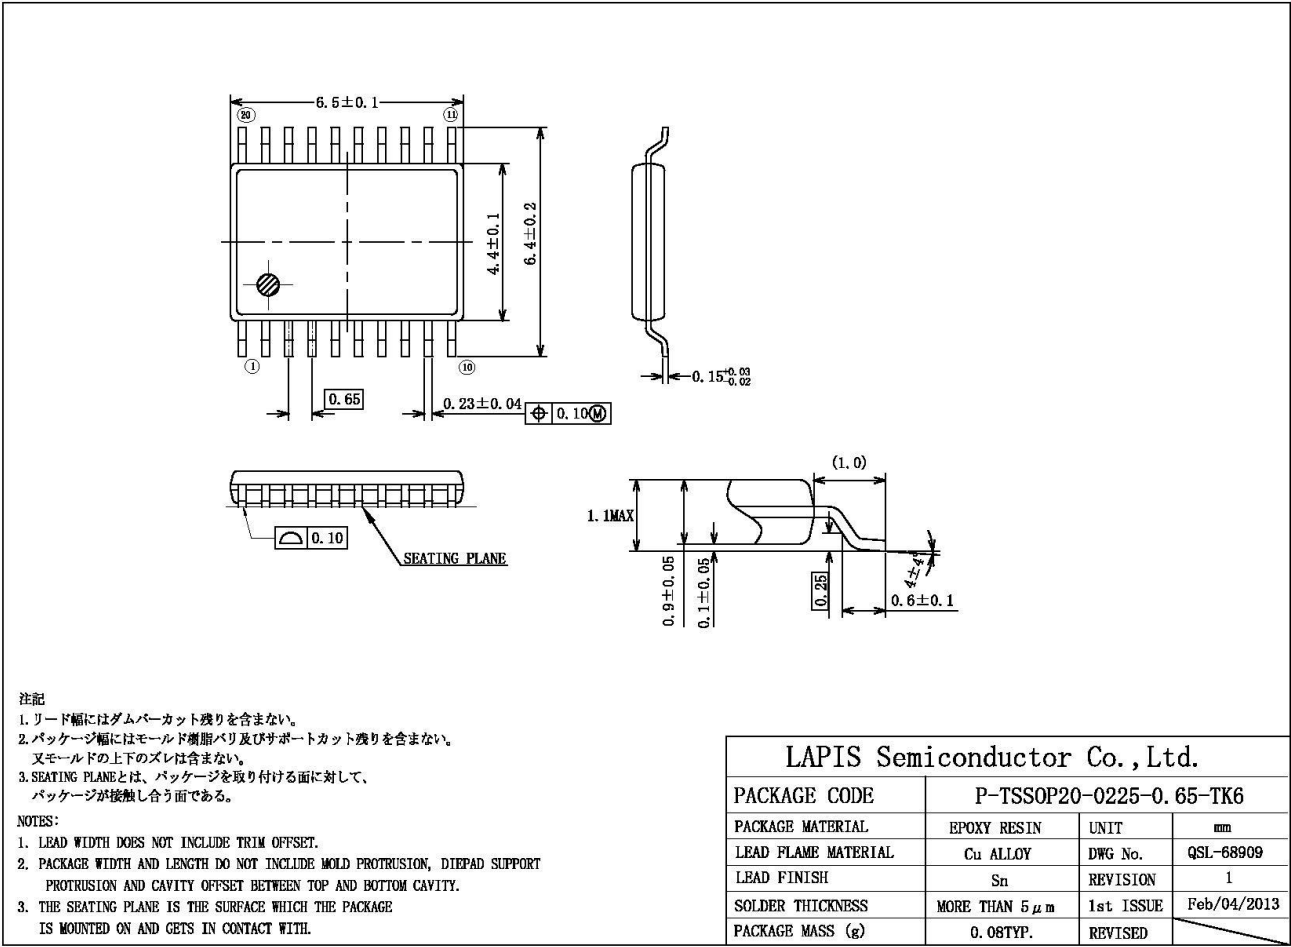 6.5±0.1
20
11
4.4±0.1
6.4±0.2
1
10
0.65
0.23±0.04
0.10Ⓜ
0.15+0.03
-0.02
0.10
SEATING PLANE
(1.0)
1.1MAX
0.9±0.05
0.1±0.05
0.25
4±4°
0.6±0.1
注記
1.リード幅にはダムバーカット残りを含まない。
2.パッケージ幅にはモールド樹脂バリ及びサポートカット残りを含まない。
又モールドの上下のズレは含まない。
3.SEATING PLANEとは、パッケージを取り付ける面に対して、
パッケージが接触し合う面である。
NOTES:
1. LEAD WIDTH DOES NOT INCLUDE TRIM OFFSET.
2. PACKAGE WIDTH AND LENGTH DO NOT INCLUDE MOLD PROTRUSION, DIEPAD SUPPORT
PROTRUSION AND CAVITY OFFSET BETWEEN TOP AND BOTTOM CAVITY.
3. THE SEATING PLANE IS THE SURFACE WHICH THE PACKAGE
IS MOUNTED ON AND GETS IN CONTACT WITH.
LAPIS Semiconductor Co.,Ltd.
PACKAGE CODE P-TSSOP20-0225-0.65-TK6
PACKAGE MATERIAL EPOXY RESIN UNIT mm
LEAD FLAME MATERIAL Cu ALLOY DWG No. QSL-68909
LEAD FINISH Sn REVISION 1
SOLDER THICKNESS MORE THAN 5μm 1st ISSUE Feb/04/2013
PACKAGE MASS (g) 0.08TYP. REVISED